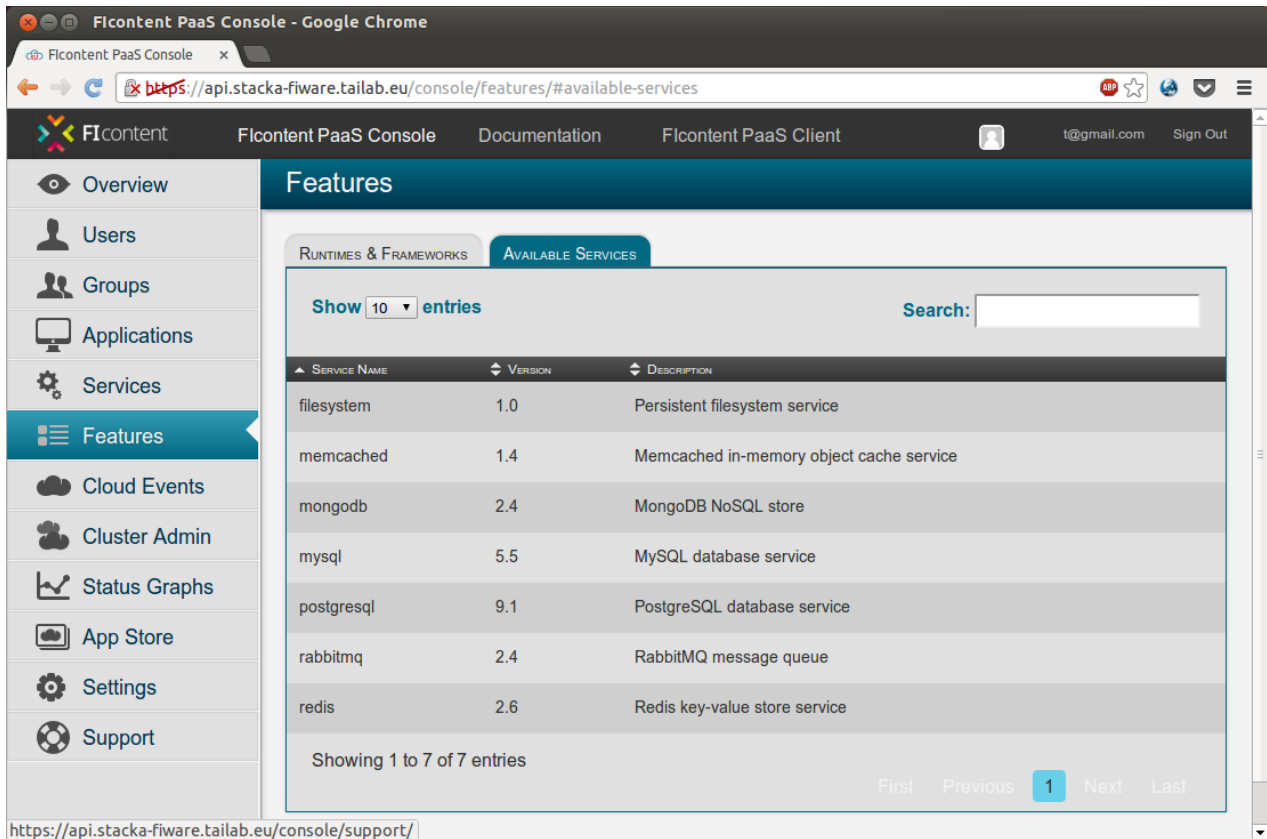 FIcontent PaaS Console - Google Chrome
FIcontent PaaS Console
https://api.stacka-fiware.tailab.eu/console/features/#available-services
ABP
FIcontent
FIcontent PaaS Console Documentation FIcontent PaaS Client t@gmail.com Sign Out
Overview
Users
Groups
Applications
Services
Features
Cloud Events
Cluster Admin
Status Graphs
App Store
Settings
Support
Features
Runtimes & Frameworks Available Services
Show 10 entries Search:
Service Name Version Description
filesystem 1.0 Persistent filesystem service
memcached 1.4 Memcached in-memory object cache service
mongodb 2.4 MongoDB NoSQL store
mysql 5.5 MySQL database service
postgresql 9.1 PostgreSQL database service
rabbitmq 2.4 RabbitMQ message queue
redis 2.6 Redis key-value store service
Showing 1 to 7 of 7 entries
First Previous 1 Next Last
https://api.stacka-fiware.tailab.eu/console/support/